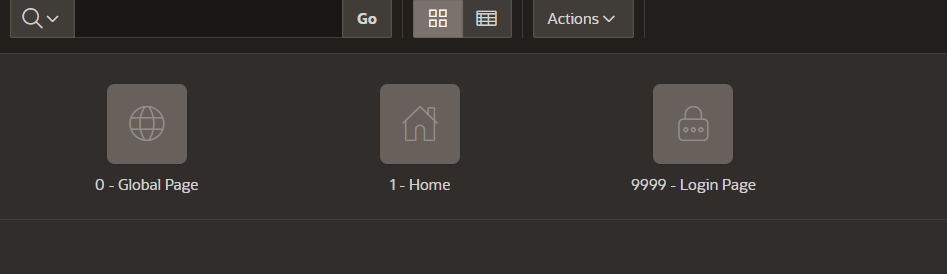 Go
Actions
0 - Global Page
1 - Home
9999 - Login Page